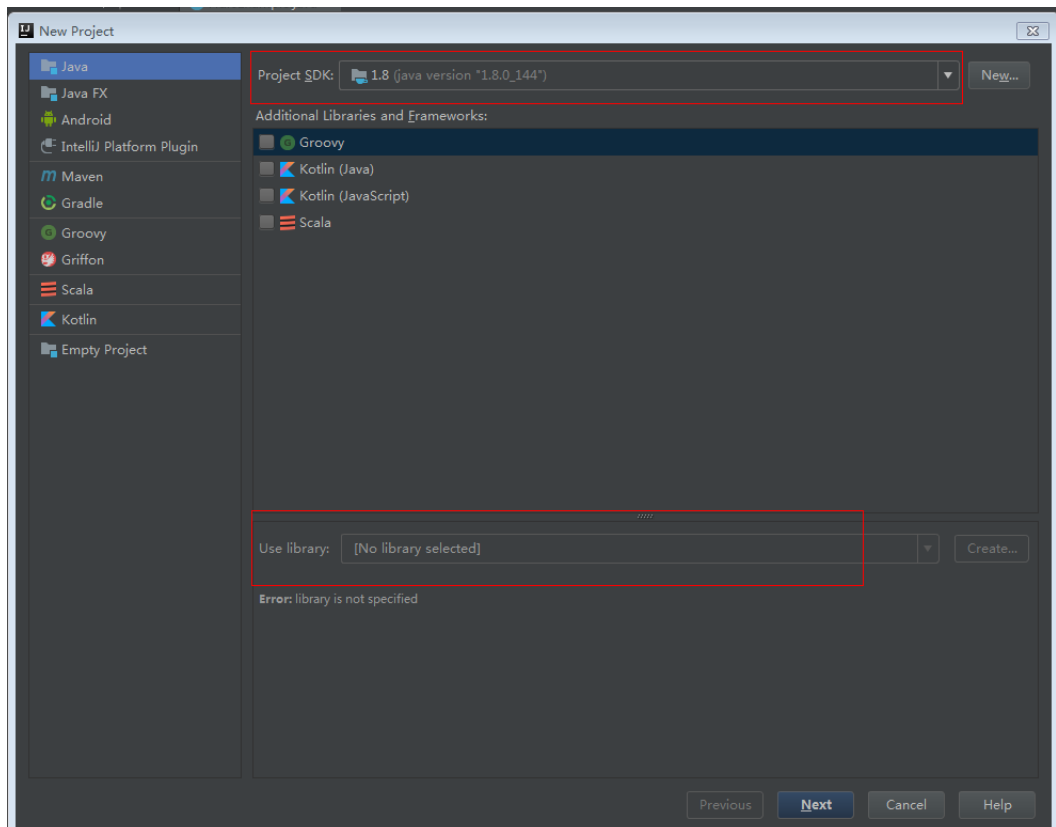 New Project
Java
Java FX
Android
IntelliJ Platform Plugin
Maven
Gradle
Groovy
Griffon
Scala
Kotlin
Empty Project
Project SDK: 1.8 (java version "1.8.0_144") New...
Additional Libraries and Frameworks:
Groovy
Kotlin (Java)
Kotlin (JavaScript)
Scala
Use library: [No library selected] Create...
Error: library is not specified
Previous Next Cancel Help